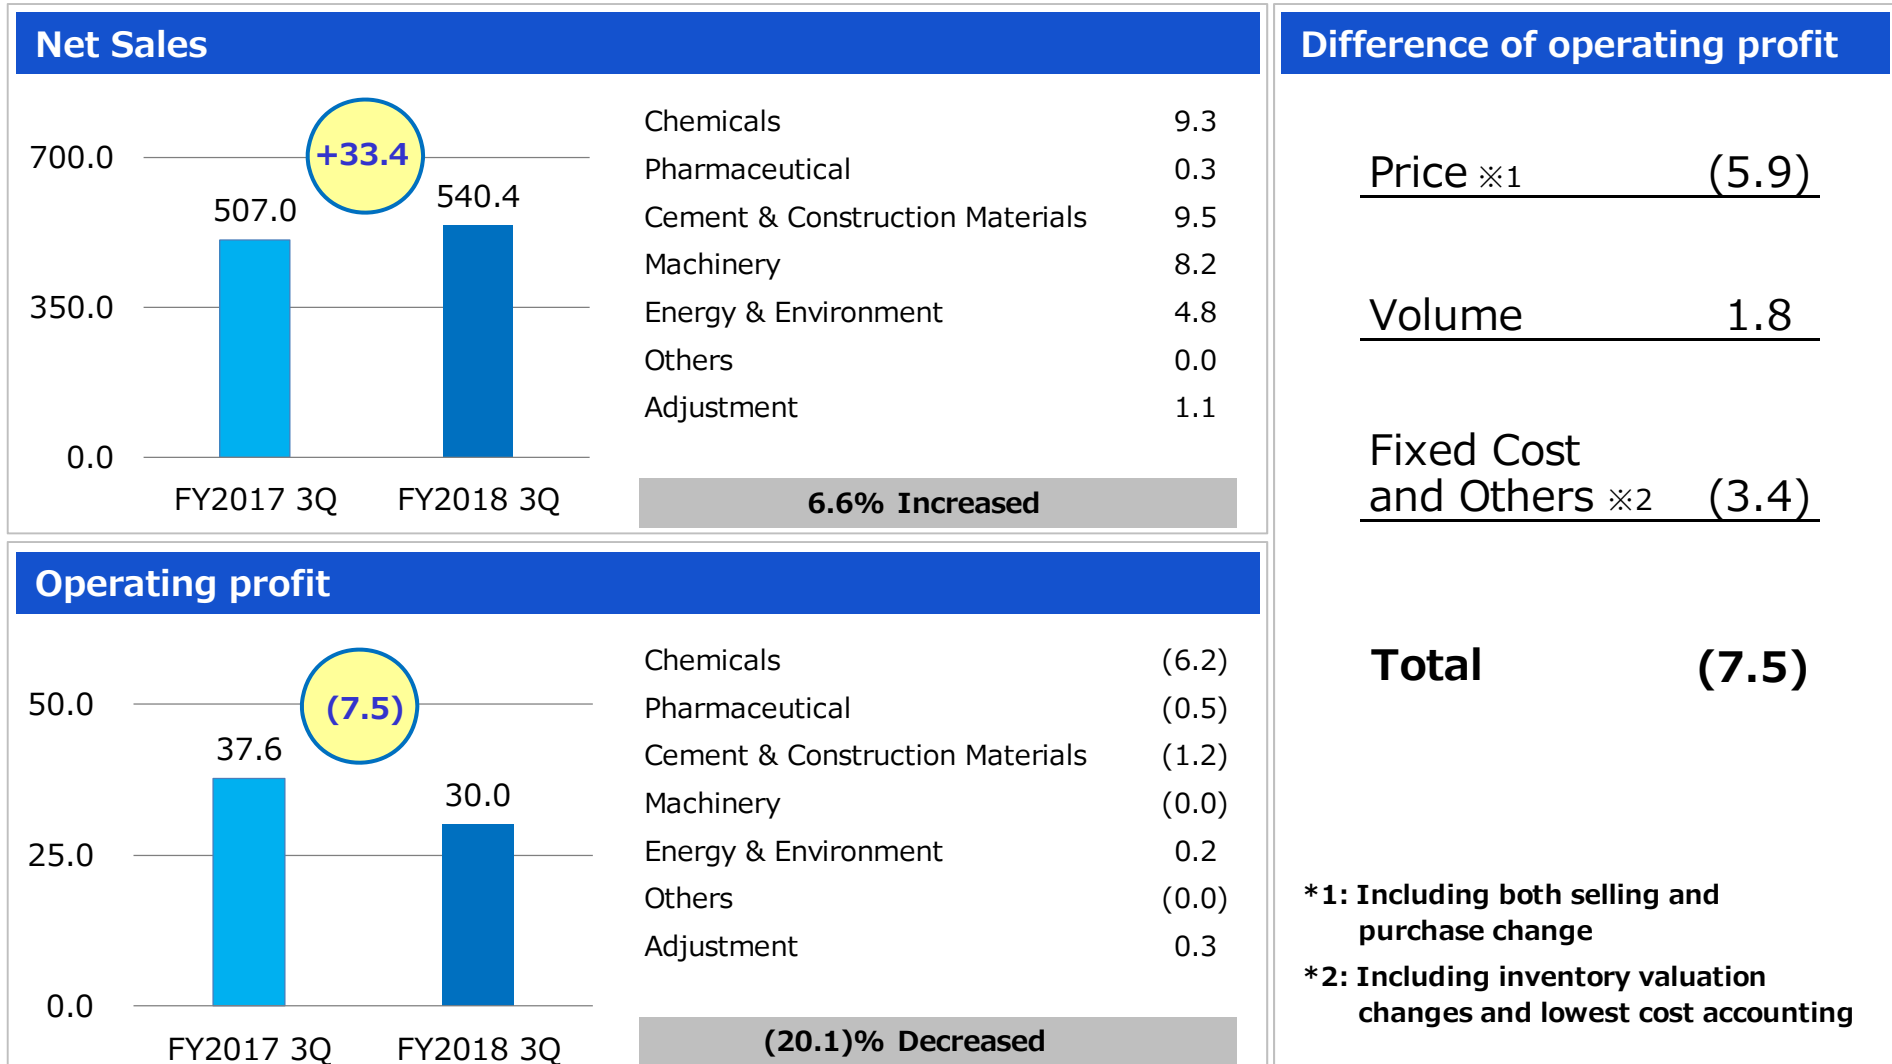 Net Sales
+33.4
700.0
507.0
540.4
350.0
0.0
FY2017 3Q FY2018 3Q
Chemicals 9.3
Pharmaceutical 0.3
Cement & Construction Materials 9.5
Machinery 8.2
Energy & Environment 4.8
Others 0.0
Adjustment 1.1
6.6% Increased
Operating profit
(7.5)
50.0
37.6
30.0
25.0
0.0
FY2017 3Q FY2018 3Q
Chemicals (6.2)
Pharmaceutical (0.5)
Cement & Construction Materials (1.2)
Machinery (0.0)
Energy & Environment 0.2
Others (0.0)
Adjustment 0.3
(20.1)% Decreased
Difference of operating profit
Price ※1 (5.9)
Volume 1.8
Fixed Cost
and Others ※2 (3.4)
Total (7.5)
*1: Including both selling and
purchase change
*2: Including inventory valuation
changes and lowest cost accounting